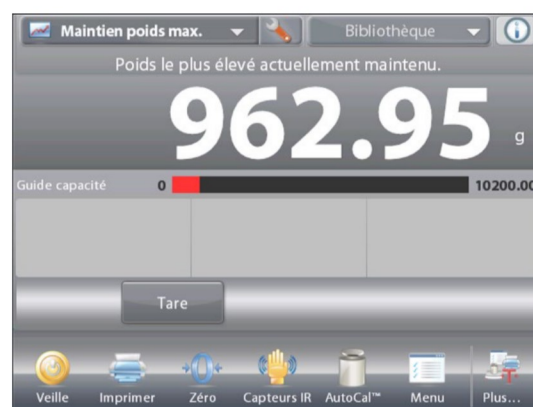 Maintien poids max.
Bibliothèque
Poids le plus élevé actuellement maintenu.
962.95 g
Guide capacité 0 10200.00
Tare
Veille Imprimer Zéro Capteurs IR AutoCal™ Menu Plus...